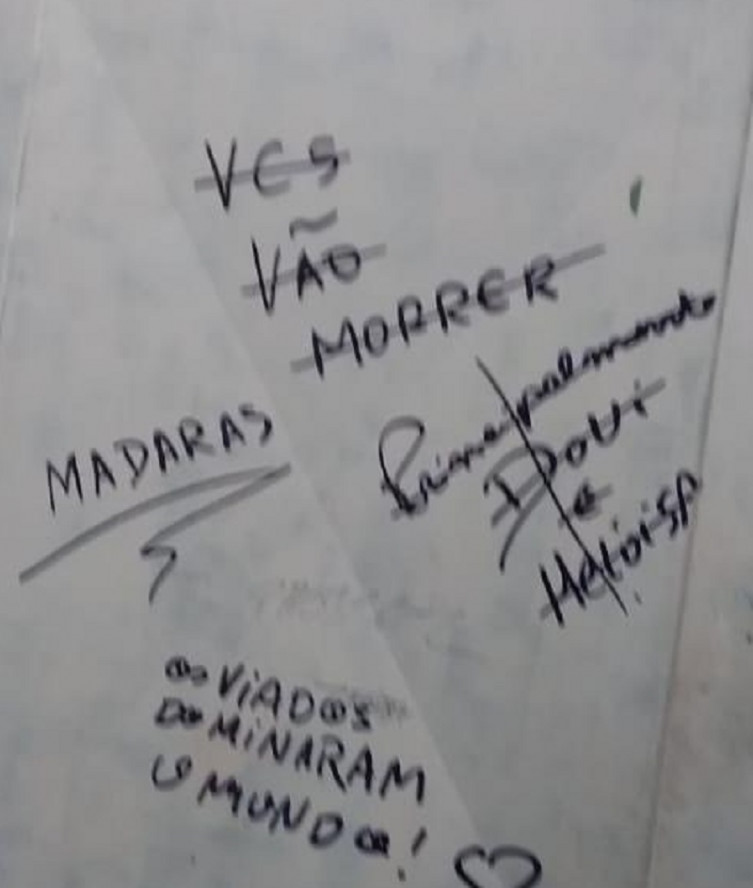 VCS
VÃO
MORRER
Principalmente
Davi
e
Heloisa
MADARAS
os ViADOS
DOMiNARAM
O MUNDO!